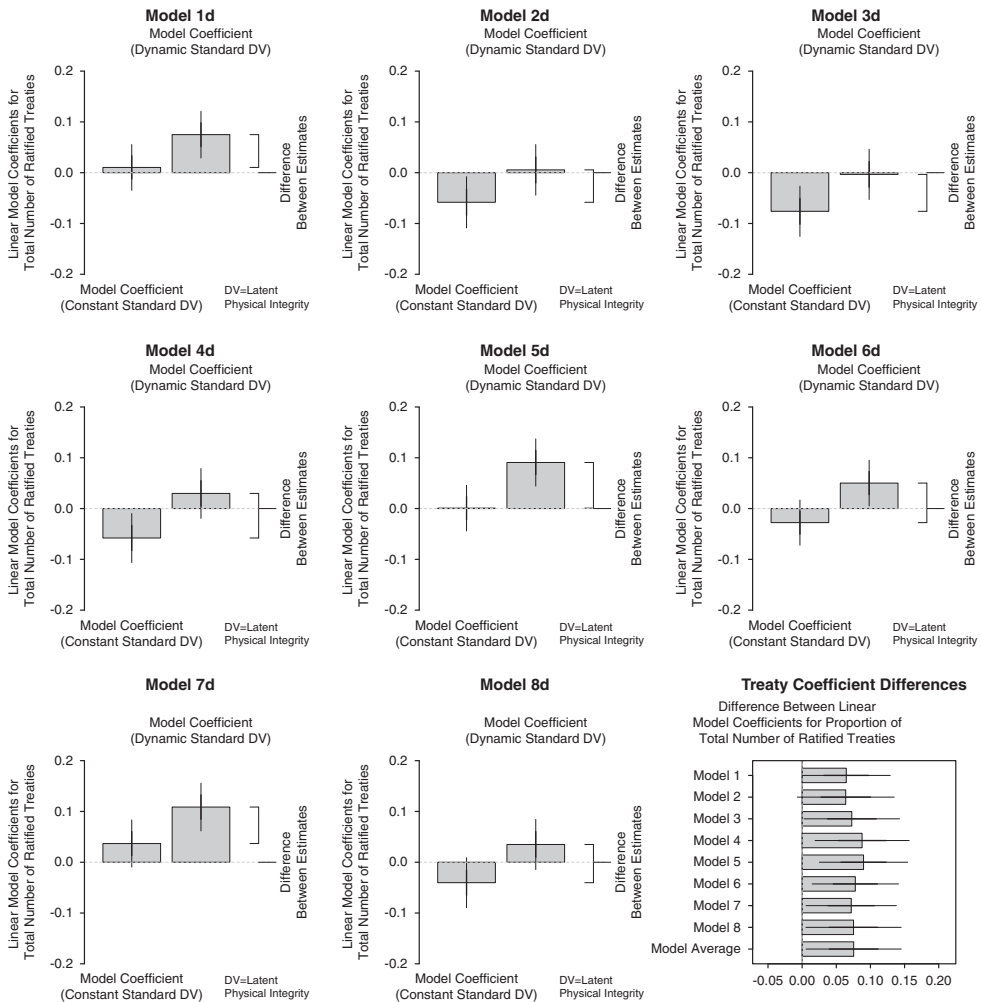 Model 1d
Model Coefficient
(Dynamic Standard DV)
Linear Model Coefficients for
Total Number of Ratified Treaties
0.2
0.1
0.0
-0.1
-0.2
Difference
Between Estimates
Model Coefficient
(Constant Standard DV)
DV=Latent
Physical Integrity
Model 2d
Model Coefficient
(Dynamic Standard DV)
Linear Model Coefficients for
Total Number of Ratified Treaties
0.2
0.1
0.0
-0.1
-0.2
Difference
Between Estimates
Model Coefficient
(Constant Standard DV)
DV=Latent
Physical Integrity
Model 3d
Model Coefficient
(Dynamic Standard DV)
Linear Model Coefficients for
Total Number of Ratified Treaties
0.2
0.1
0.0
-0.1
-0.2
Difference
Between Estimates
Model Coefficient
(Constant Standard DV)
DV=Latent
Physical Integrity
Model 4d
Model Coefficient
(Dynamic Standard DV)
Linear Model Coefficients for
Total Number of Ratified Treaties
0.2
0.1
0.0
-0.1
-0.2
Difference
Between Estimates
Model Coefficient
(Constant Standard DV)
DV=Latent
Physical Integrity
Model 5d
Model Coefficient
(Dynamic Standard DV)
Linear Model Coefficients for
Total Number of Ratified Treaties
0.2
0.1
0.0
-0.1
-0.2
Difference
Between Estimates
Model Coefficient
(Constant Standard DV)
DV=Latent
Physical Integrity
Model 6d
Model Coefficient
(Dynamic Standard DV)
Linear Model Coefficients for
Total Number of Ratified Treaties
0.2
0.1
0.0
-0.1
-0.2
Difference
Between Estimates
Model Coefficient
(Constant Standard DV)
DV=Latent
Physical Integrity
Model 7d
Model Coefficient
(Dynamic Standard DV)
Linear Model Coefficients for
Total Number of Ratified Treaties
0.2
0.1
0.0
-0.1
-0.2
Difference
Between Estimates
Model Coefficient
(Constant Standard DV)
DV=Latent
Physical Integrity
Model 8d
Model Coefficient
(Dynamic Standard DV)
Linear Model Coefficients for
Total Number of Ratified Treaties
0.2
0.1
0.0
-0.1
-0.2
Difference
Between Estimates
Model Coefficient
(Constant Standard DV)
DV=Latent
Physical Integrity
Treaty Coefficient Differences
Difference Between Linear
Model Coefficients for Proportion of
Total Number of Ratified Treaties
Model 1
Model 2
Model 3
Model 4
Model 5
Model 6
Model 7
Model 8
Model Average
-0.05 0.00 0.05 0.10 0.15 0.20